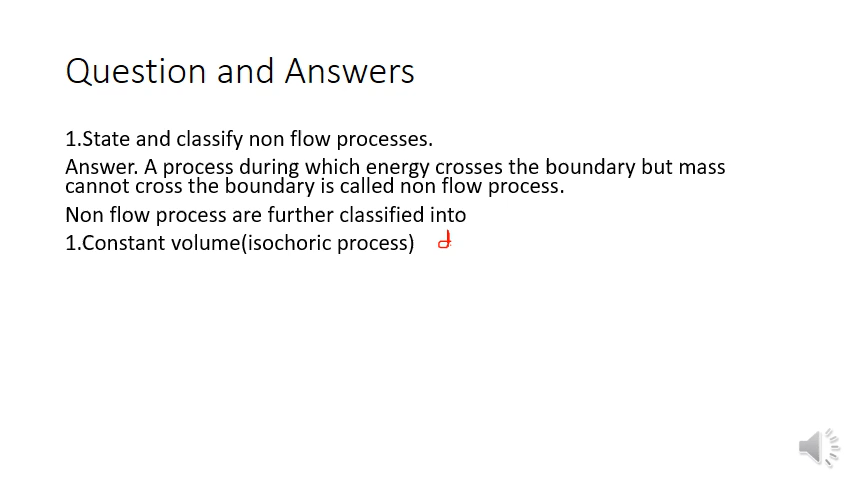 Question and Answers
1.State and classify non flow processes.
Answer. A process during which energy crosses the boundary but mass
cannot cross the boundary is called non flow process.
Non flow process are further classified into
1.Constant volume(isochoric process) d